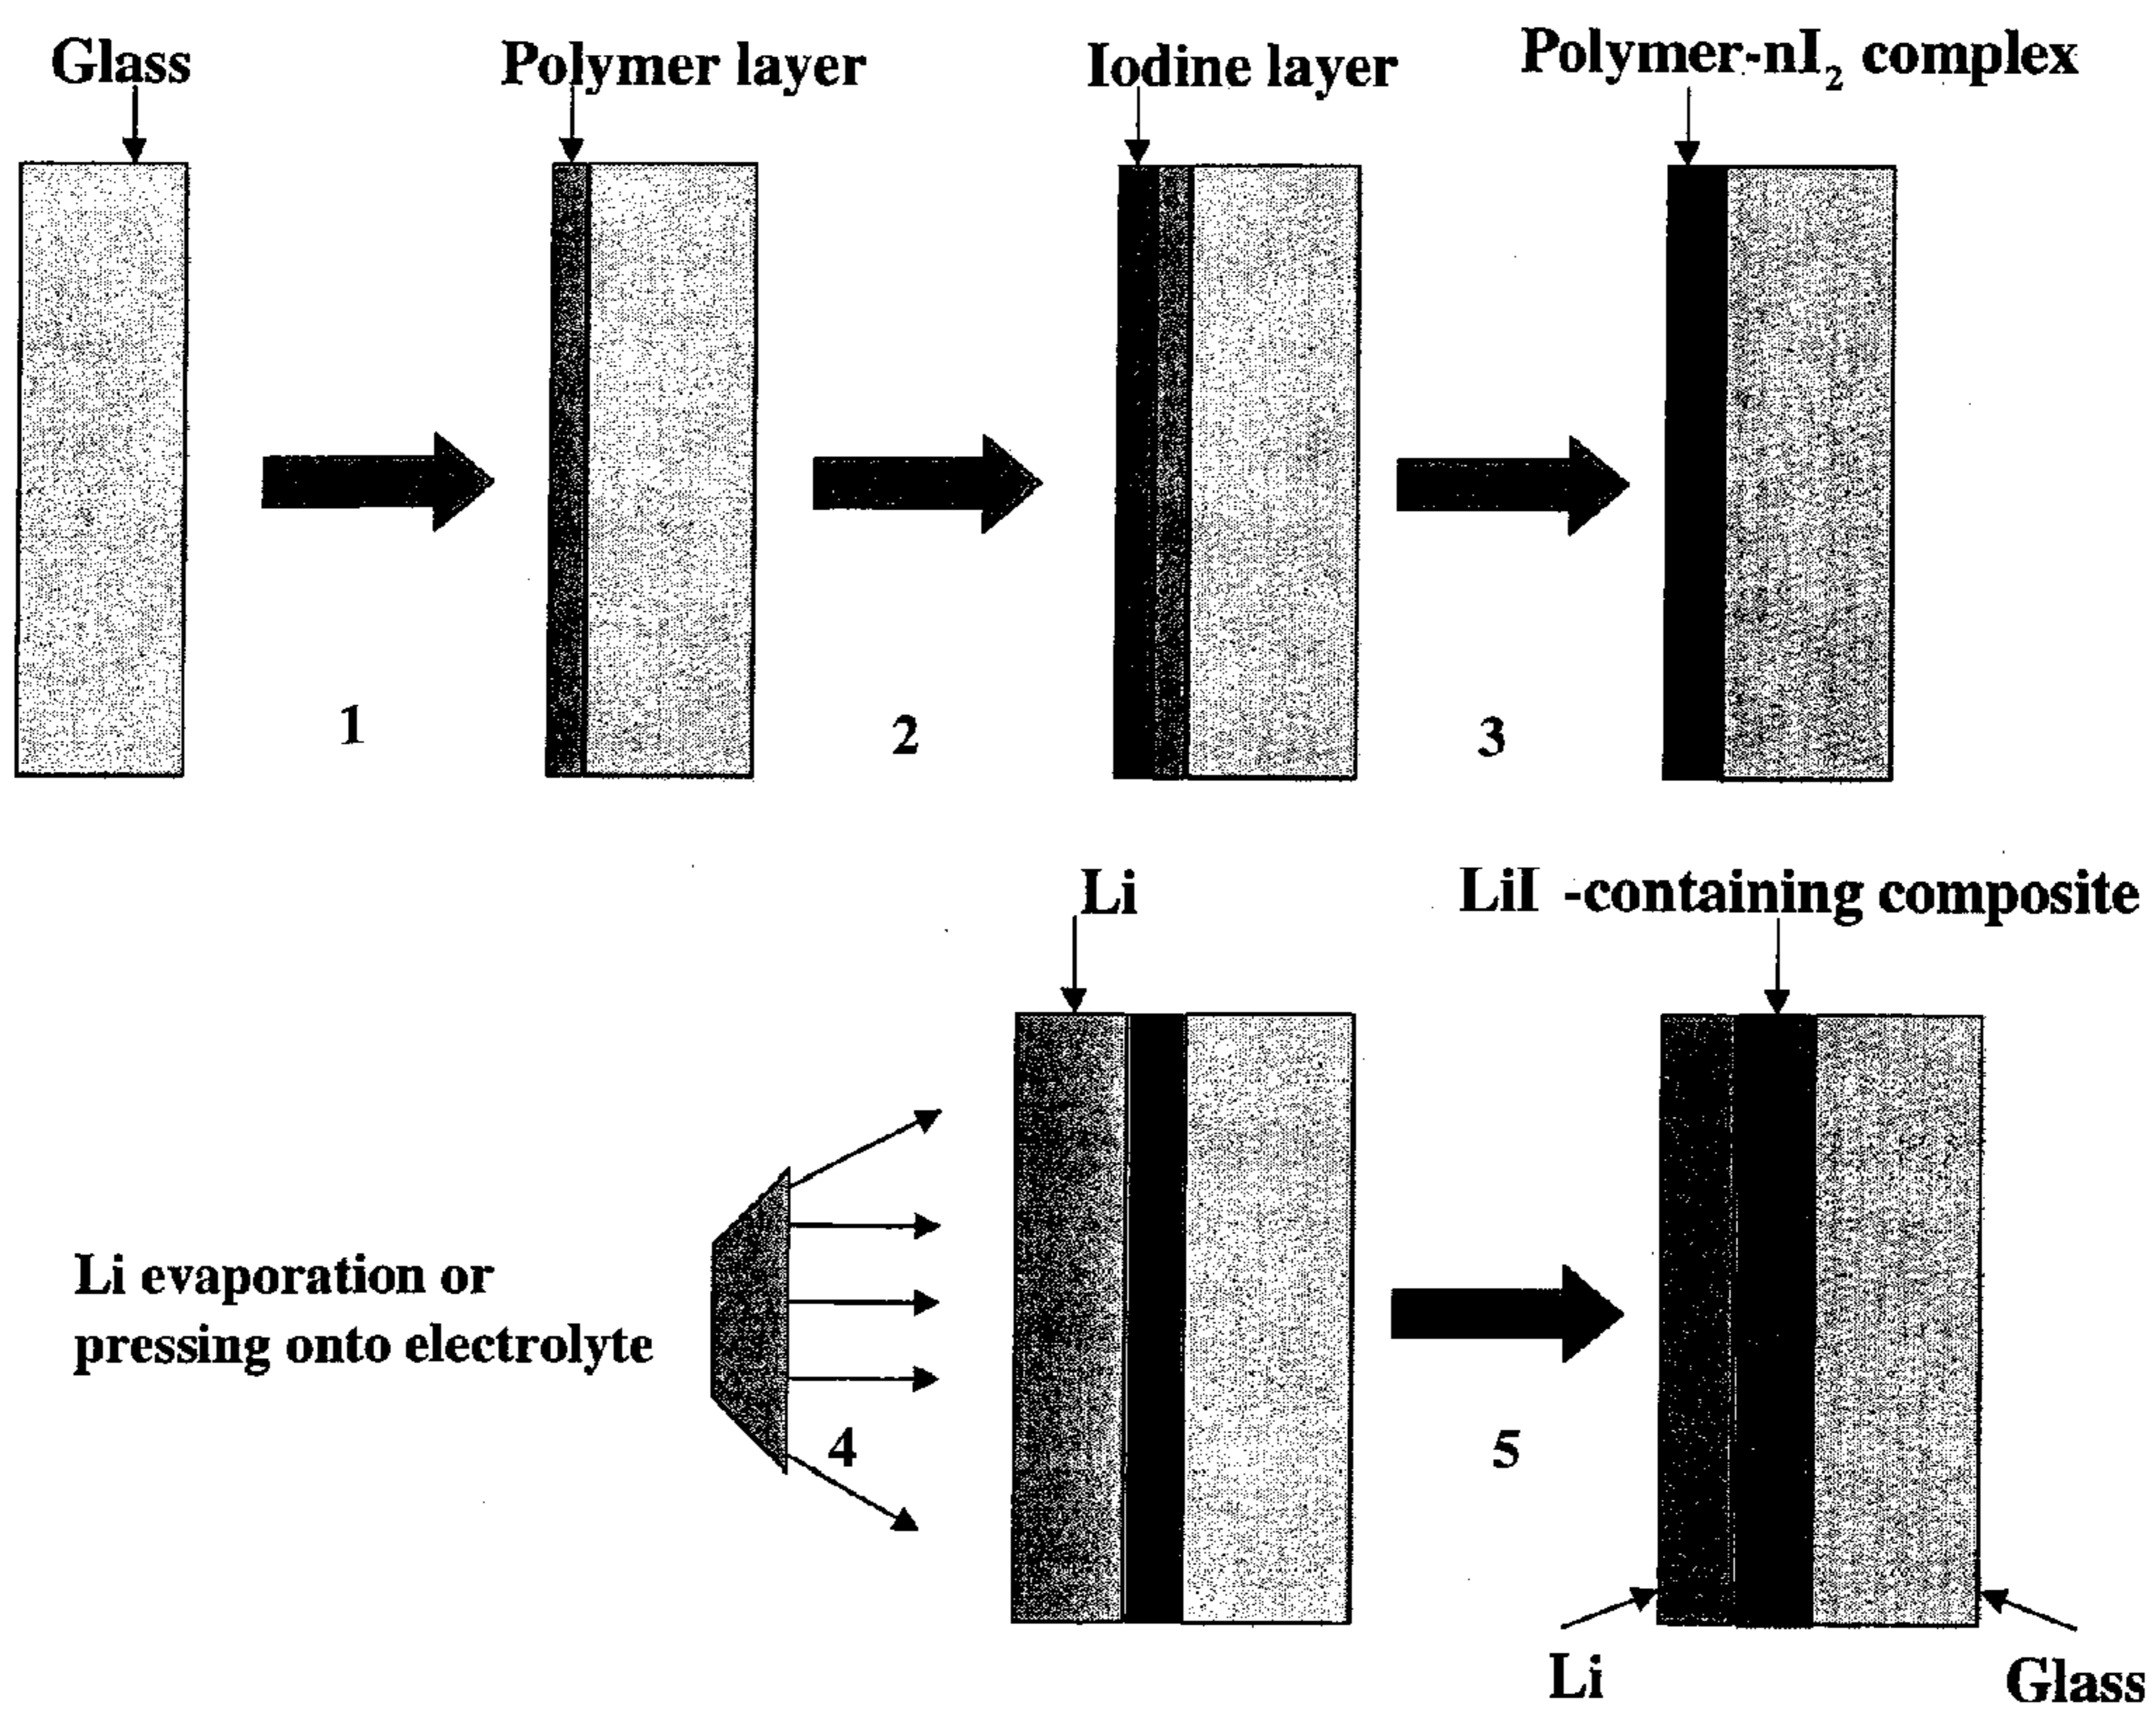 Glass
Polymer layer
Iodine layer
Polymer-nI₂ complex
1
2
3
Li
LiI -containing composite
Li evaporation or
pressing onto electrolyte
4
5
Li
Glass